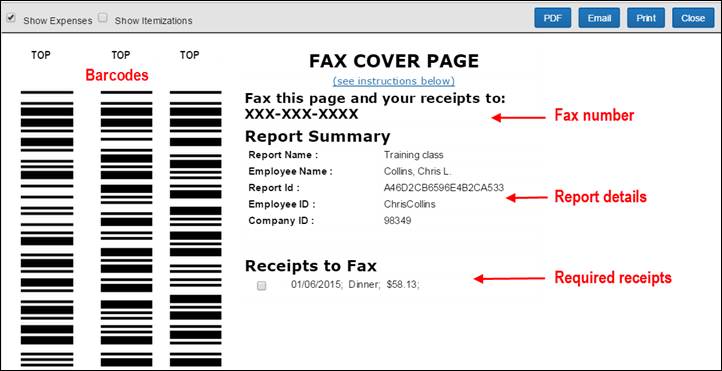 Show Expenses Show Itemizations PDF Email Print Close
TOP TOP TOP
Barcodes
FAX COVER PAGE
(see instructions below)
Fax this page and your receipts to:
XXX-XXX-XXXX
Fax number
Report Summary
Report Name : Training class
Employee Name : Collins, Chris L.
Report Id : A46D2CB6596E4B2CA533
Report details
Employee ID : ChrisCollins
Company ID : 98349
Receipts to Fax
Required receipts
01/06/2015; Dinner; $58.13;